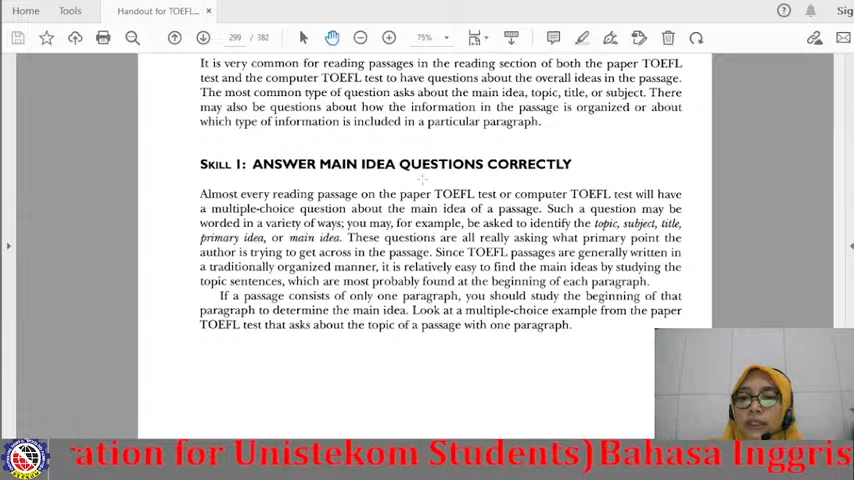 Home Tools Handout for TOEFL... × Sig
299 / 382 75%
It is very common for reading passages in the reading section of both the paper TOEFL
test and the computer TOEFL test to have questions about the overall ideas in the passage.
The most common type of question asks about the main idea, topic, title, or subject. There
may also be questions about how the information in the passage is organized or about
which type of information is included in a particular paragraph.
SKILL 1: ANSWER MAIN IDEA QUESTIONS CORRECTLY
Almost every reading passage on the paper TOEFL test or computer TOEFL test will have
a multiple-choice question about the main idea of a passage. Such a question may be
worded in a variety of ways; you may, for example, be asked to identify the topic, subject, title,
primary idea, or main idea. These questions are all really asking what primary point the
author is trying to get across in the passage. Since TOEFL passages are generally written in
a traditionally organized manner, it is relatively easy to find the main ideas by studying the
topic sentences, which are most probably found at the beginning of each paragraph.
If a passage consists of only one paragraph, you should study the beginning of that
paragraph to determine the main idea. Look at a multiple-choice example from the paper
TOEFL test that asks about the topic of a passage with one paragraph.
ration for Unistekom Students) Bahasa Inggris